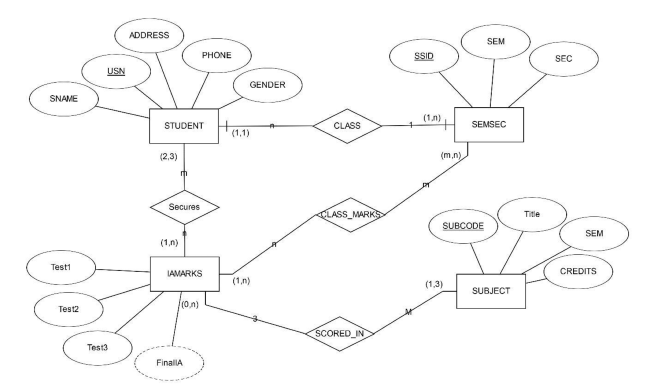 ADDRESS
PHONE
USN
GENDER
SNAME
STUDENT
(1,1)
n
CLASS
1
(1,n)
SSID
SEM
SEC
SEMSEC
(m,n)
(2,3)
m
Secures
n
(1,n)
CLASS_MARKS
m
n
(1,n)
IAMARKS
Test1
Test2
Test3
FinalIA
(0,n)
3
SCORED_IN
M
(1,3)
SUBCODE
Title
SEM
CREDITS
SUBJECT